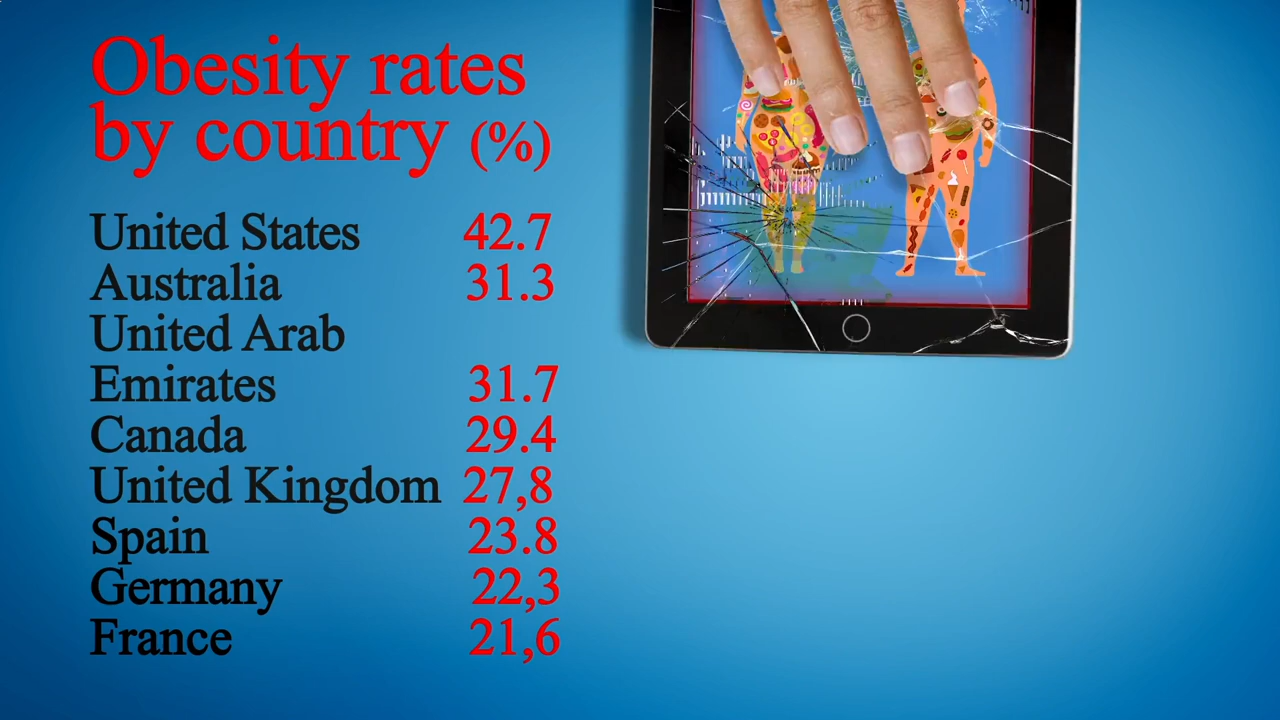 Obesity rates
by country (%)
United States 42.7
Australia 31.3
United Arab
Emirates 31.7
Canada 29.4
United Kingdom 27,8
Spain 23.8
Germany 22,3
France 21,6